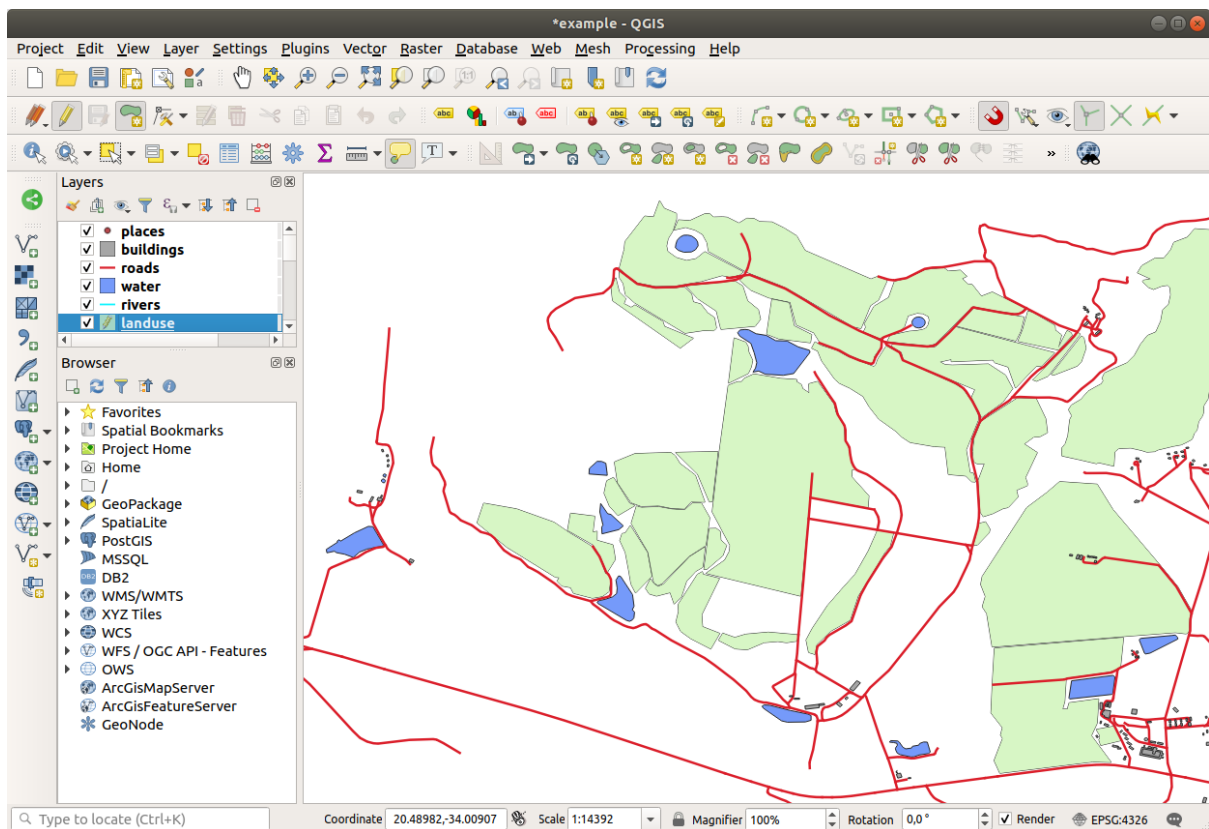 *example - QGIS
Project Edit View Layer Settings Plugins Vector Raster Database Web Mesh Processing Help
Layers
places
buildings
roads
water
rivers
landuse
Browser
Favorites
Spatial Bookmarks
Project Home
Home
/
GeoPackage
SpatiaLite
PostGIS
MSSQL
DB2 DB2
WMS/WMTS
XYZ Tiles
WCS
WFS / OGC API - Features
OWS
ArcGisMapServer
ArcGisFeatureServer
GeoNode
Type to locate (Ctrl+K) Coordinate 20.48982,-34.00907 Scale 1:14392 Magnifier 100% Rotation 0,0 ° Render EPSG:4326